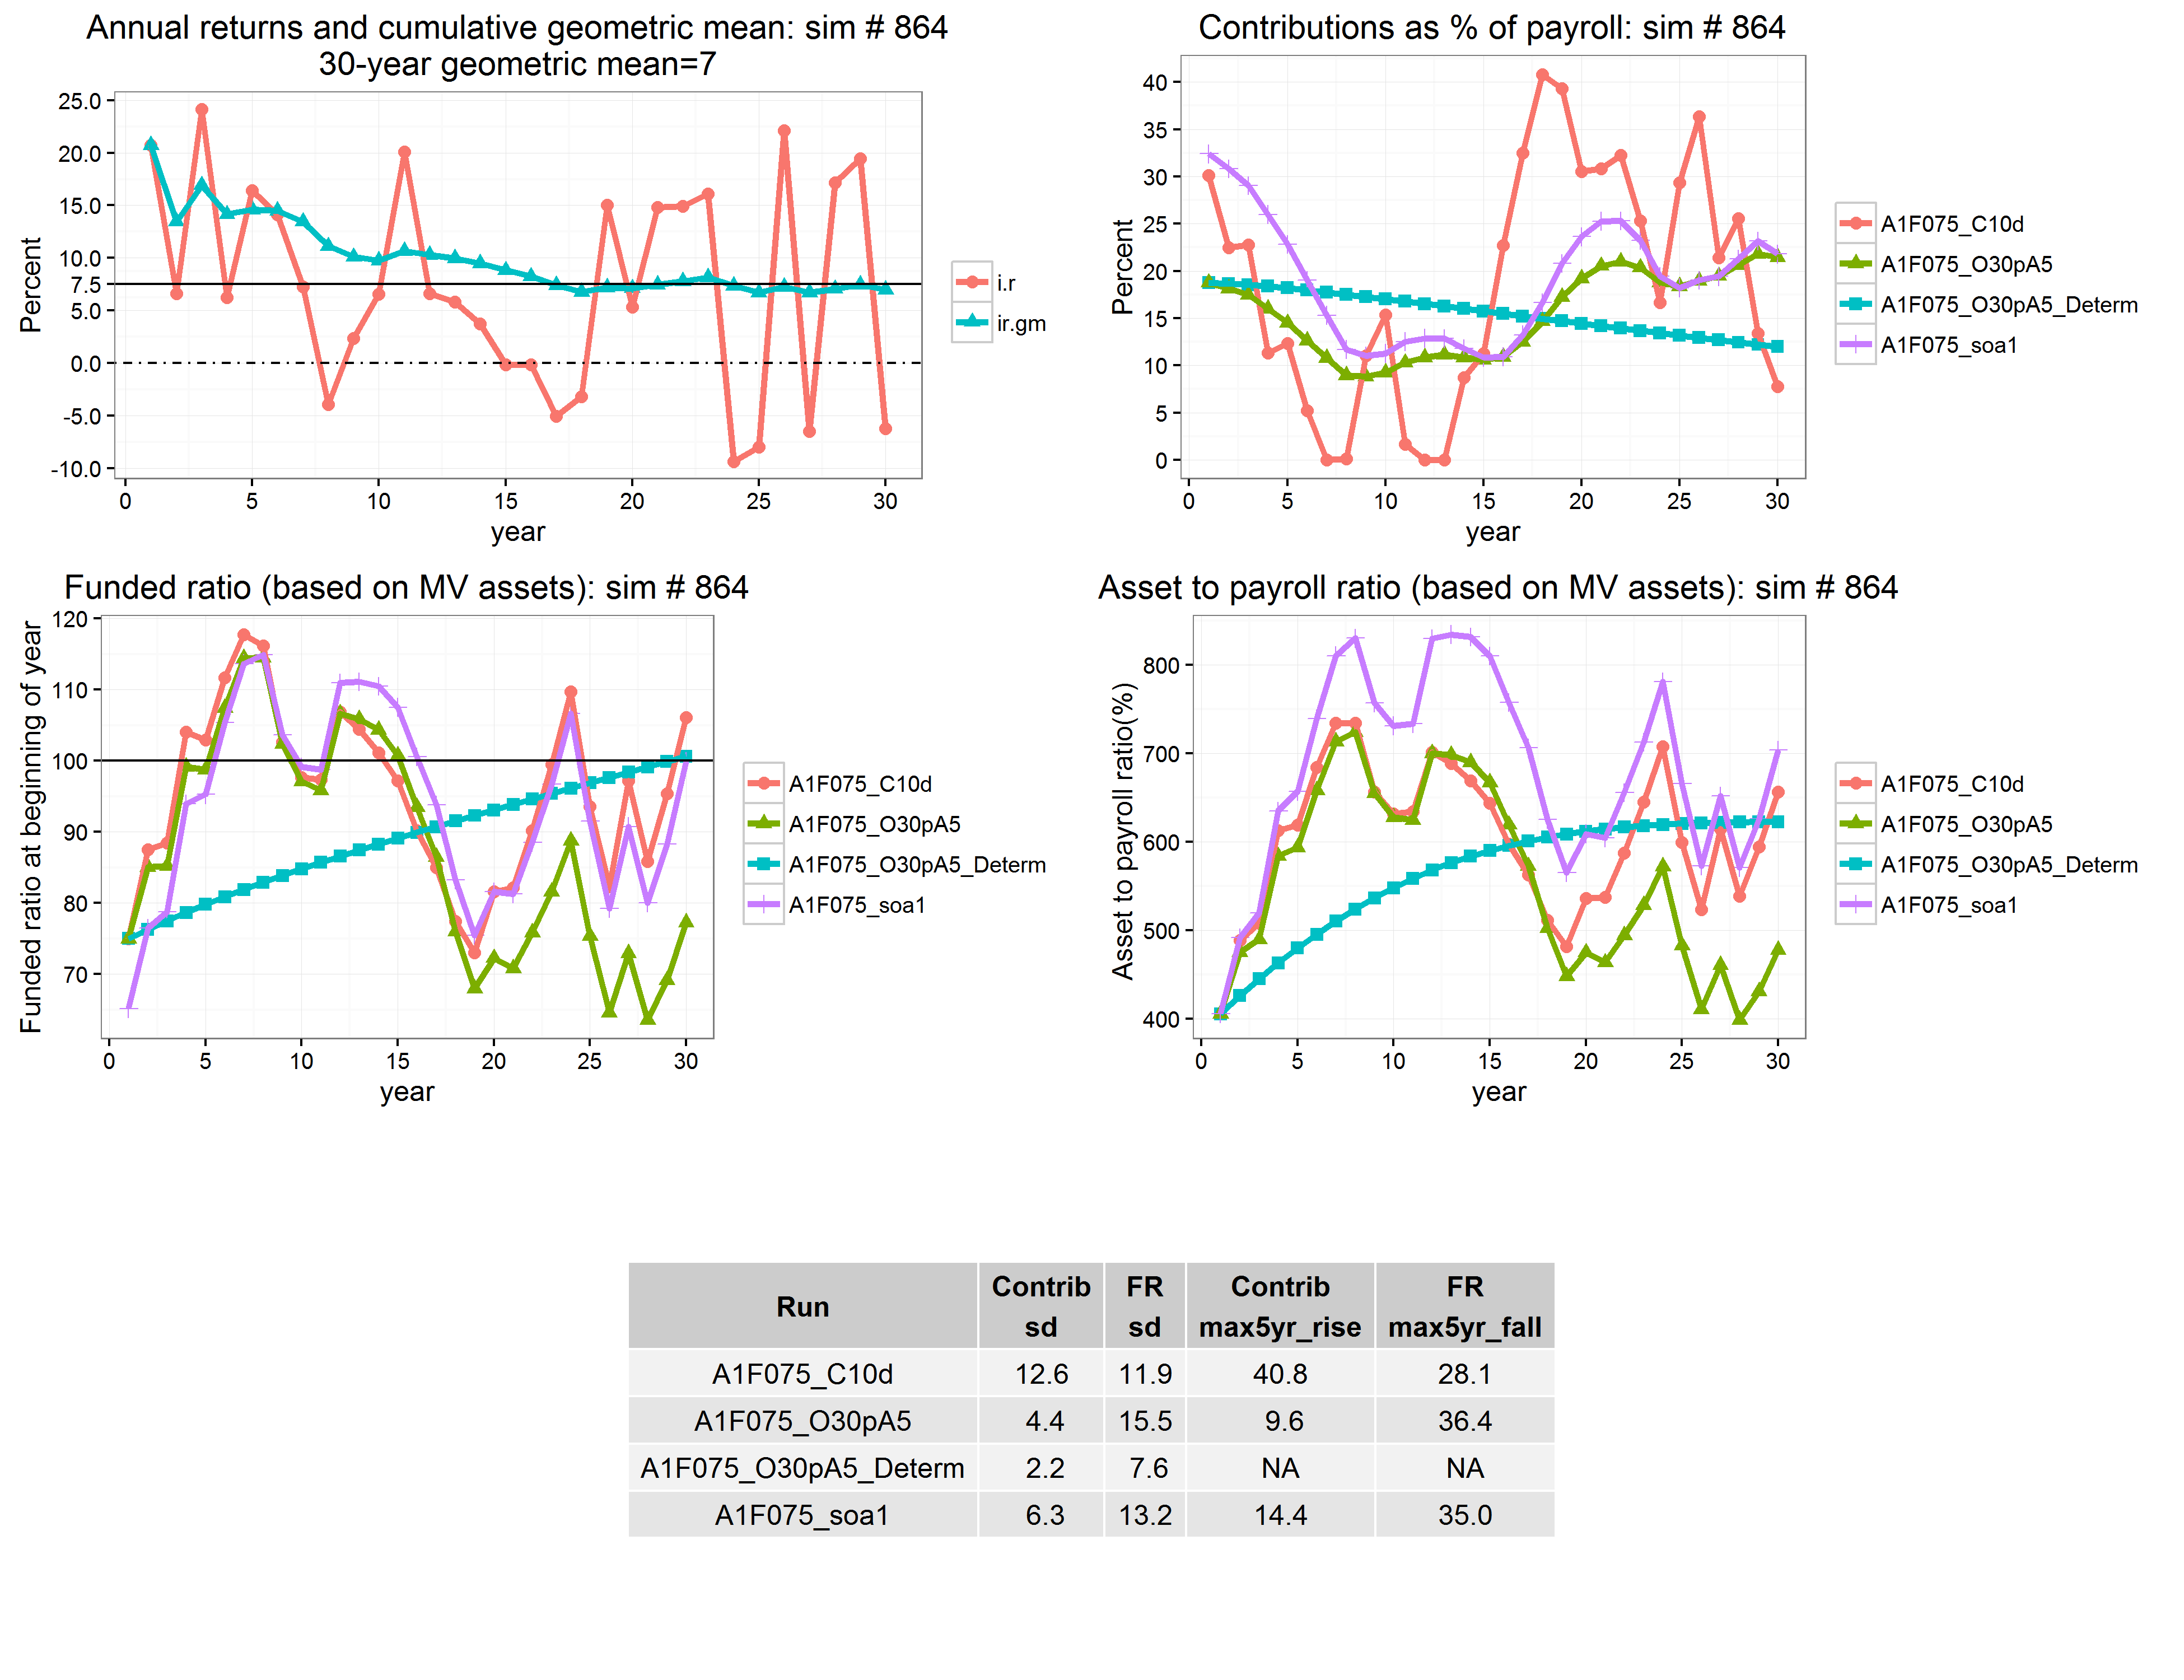 Annual returns and cumulative geometric mean: sim # 864
30-year geometric mean=7
Percent
25.0
20.0
15.0
10.0
7.5
5.0
0.0
-5.0
-10.0
0 5 10 15 20 25 30
year
i.r
ir.gm
Contributions as % of payroll: sim # 864
Percent
40
35
30
25
20
15
10
5
0
0 5 10 15 20 25 30
year
A1F075_C10d
A1F075_O30pA5
A1F075_O30pA5_Determ
A1F075_soa1
Funded ratio (based on MV assets): sim # 864
Funded ratio at beginning of year
120
110
100
90
80
70
0 5 10 15 20 25 30
year
A1F075_C10d
A1F075_O30pA5
A1F075_O30pA5_Determ
A1F075_soa1
Asset to payroll ratio (based on MV assets): sim # 864
Asset to payroll ratio(%)
800
700
600
500
400
0 5 10 15 20 25 30
year
A1F075_C10d
A1F075_O30pA5
A1F075_O30pA5_Determ
A1F075_soa1
Run Contrib sd FR sd Contrib max5yr_rise FR max5yr_fall
A1F075_C10d 12.6 11.9 40.8 28.1
A1F075_O30pA5 4.4 15.5 9.6 36.4
A1F075_O30pA5_Determ 2.2 7.6 NA NA
A1F075_soa1 6.3 13.2 14.4 35.0